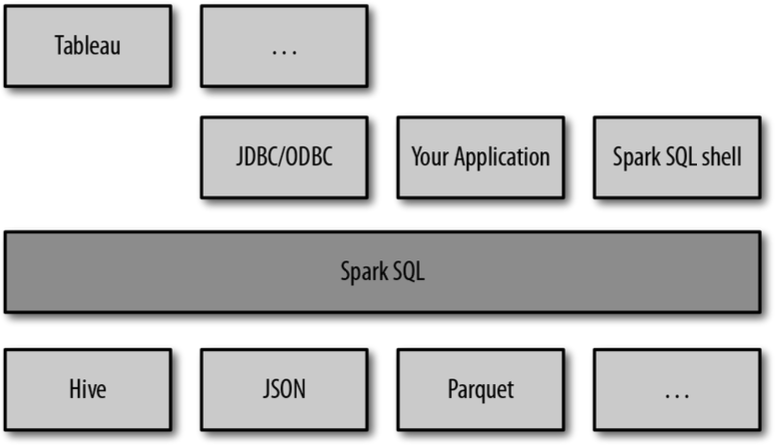 Tableau
...
JDBC/ODBC
Your Application
Spark SQL shell
Spark SQL
Hive
JSON
Parquet
...